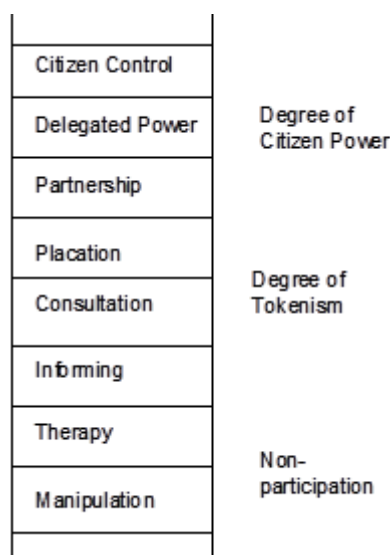 Citizen Control
Delegated Power
Degree of
Citizen Power
Partnership
Placation
Consultation
Degree of
Tokenism
Informing
Therapy
Manipulation
Non-
participation